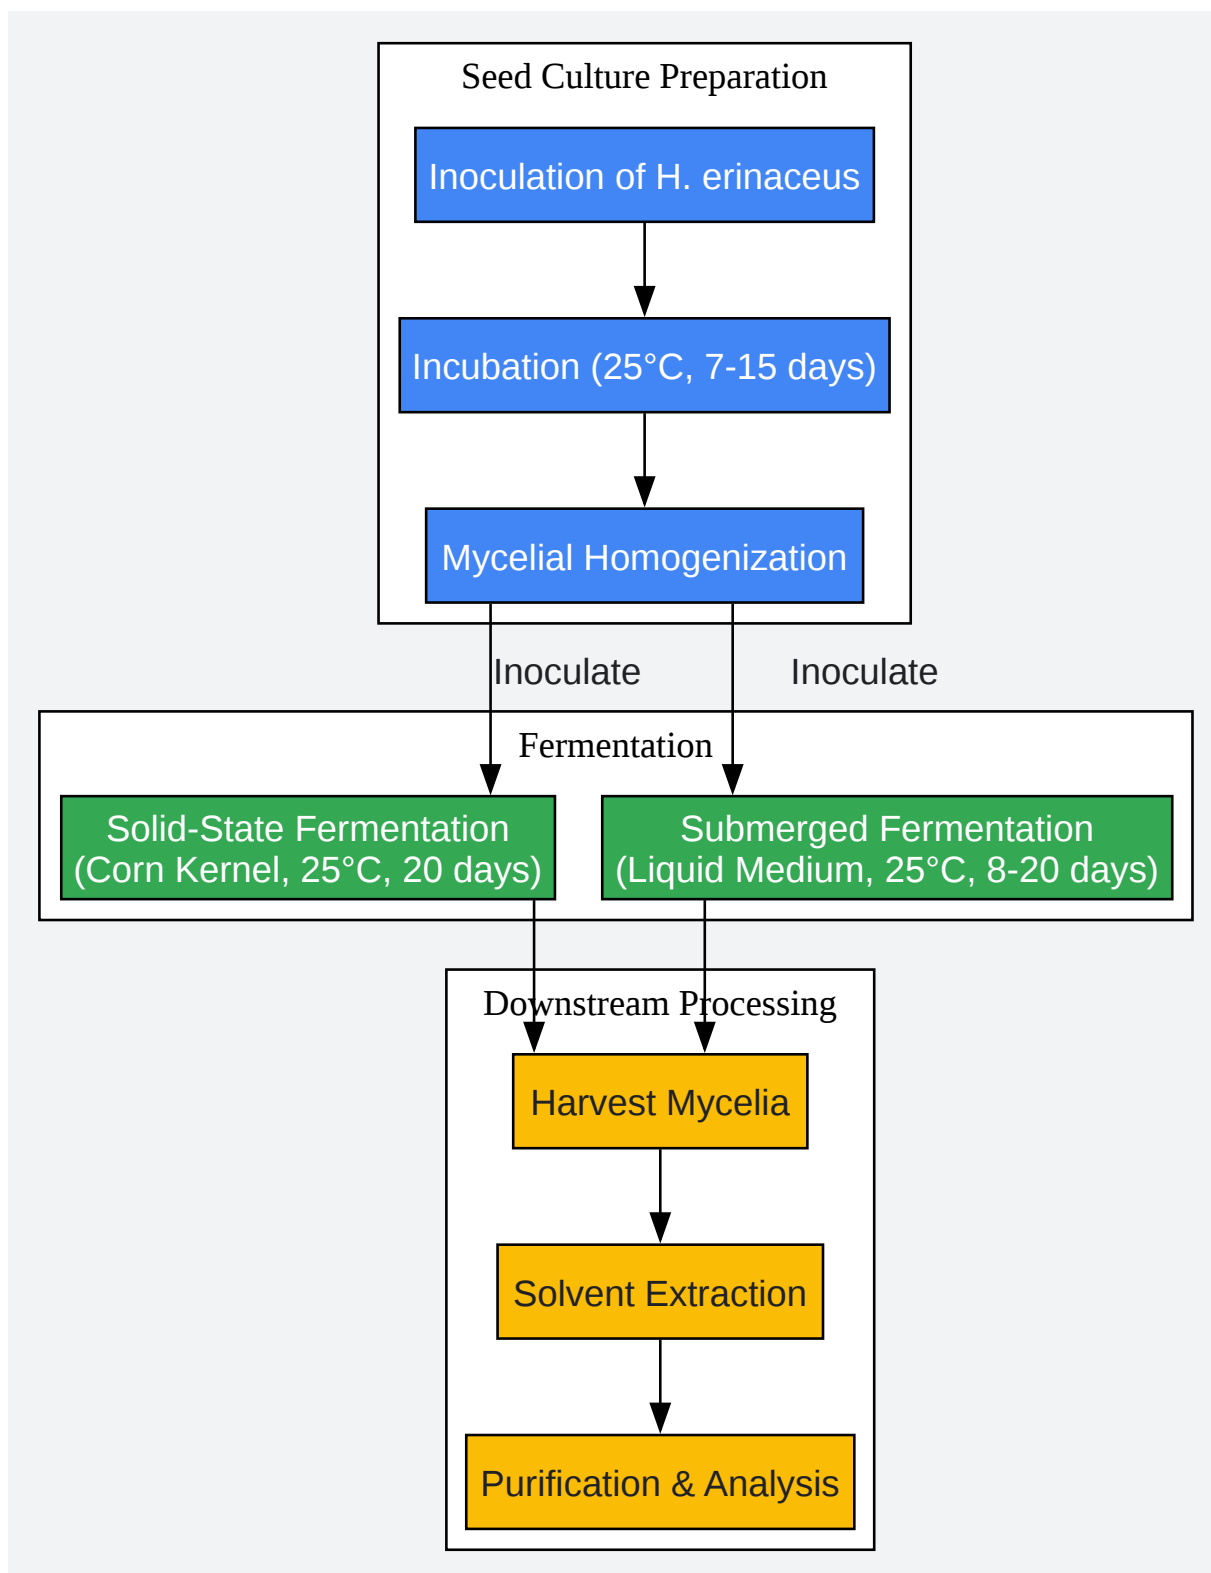 Seed Culture Preparation
Inoculation of H. erinaceus
Incubation (25°C, 7-15 days)
Mycelial Homogenization
Inoculate
Inoculate
Fermentation
Solid-State Fermentation
(Corn Kernel, 25°C, 20 days)
Submerged Fermentation
(Liquid Medium, 25°C, 8-20 days)
Downstream Processing
Harvest Mycelia
Solvent Extraction
Purification & Analysis